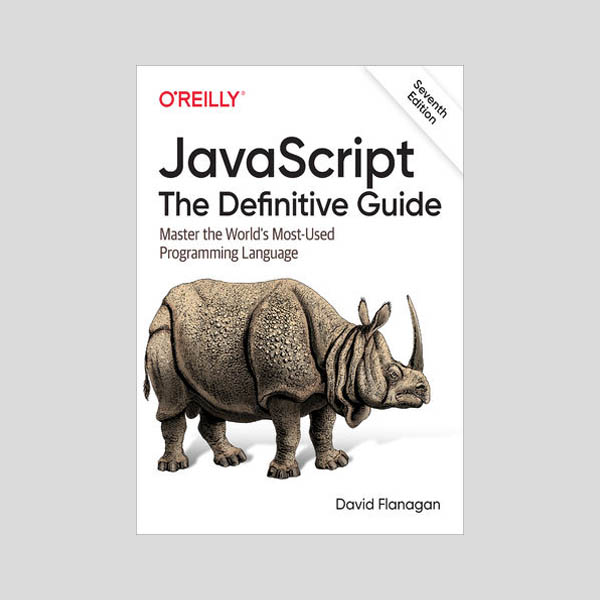 O'REILLY®
Seventh
Edition
JavaScript
The Definitive Guide
Master the World's Most-Used
Programming Language
David Flanagan